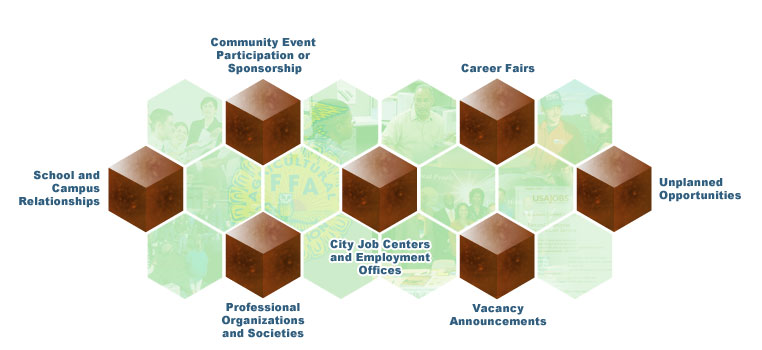 Community Event
Participation or
Sponsorship
Career Fairs
School and
Campus
Relationships
AGRICULTURAL
FFA
USAJOBS
Unplanned
Opportunities
City Job Centers
and Employment
Offices
Professional
Organizations
and Societies
Vacancy
Announcements